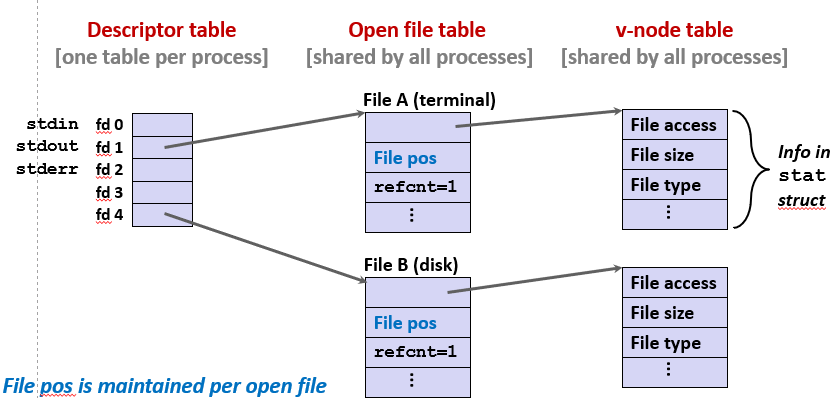 Descriptor table
[one table per process]
Open file table
[shared by all processes]
v-node table
[shared by all processes]
stdin fd 0
stdout fd 1
stderr fd 2
fd 3
fd 4
File A (terminal)
File pos
refcnt=1
⋮
File access
File size
File type
⋮
Info in
stat
struct
File B (disk)
File pos
refcnt=1
⋮
File access
File size
File type
⋮
File pos is maintained per open file